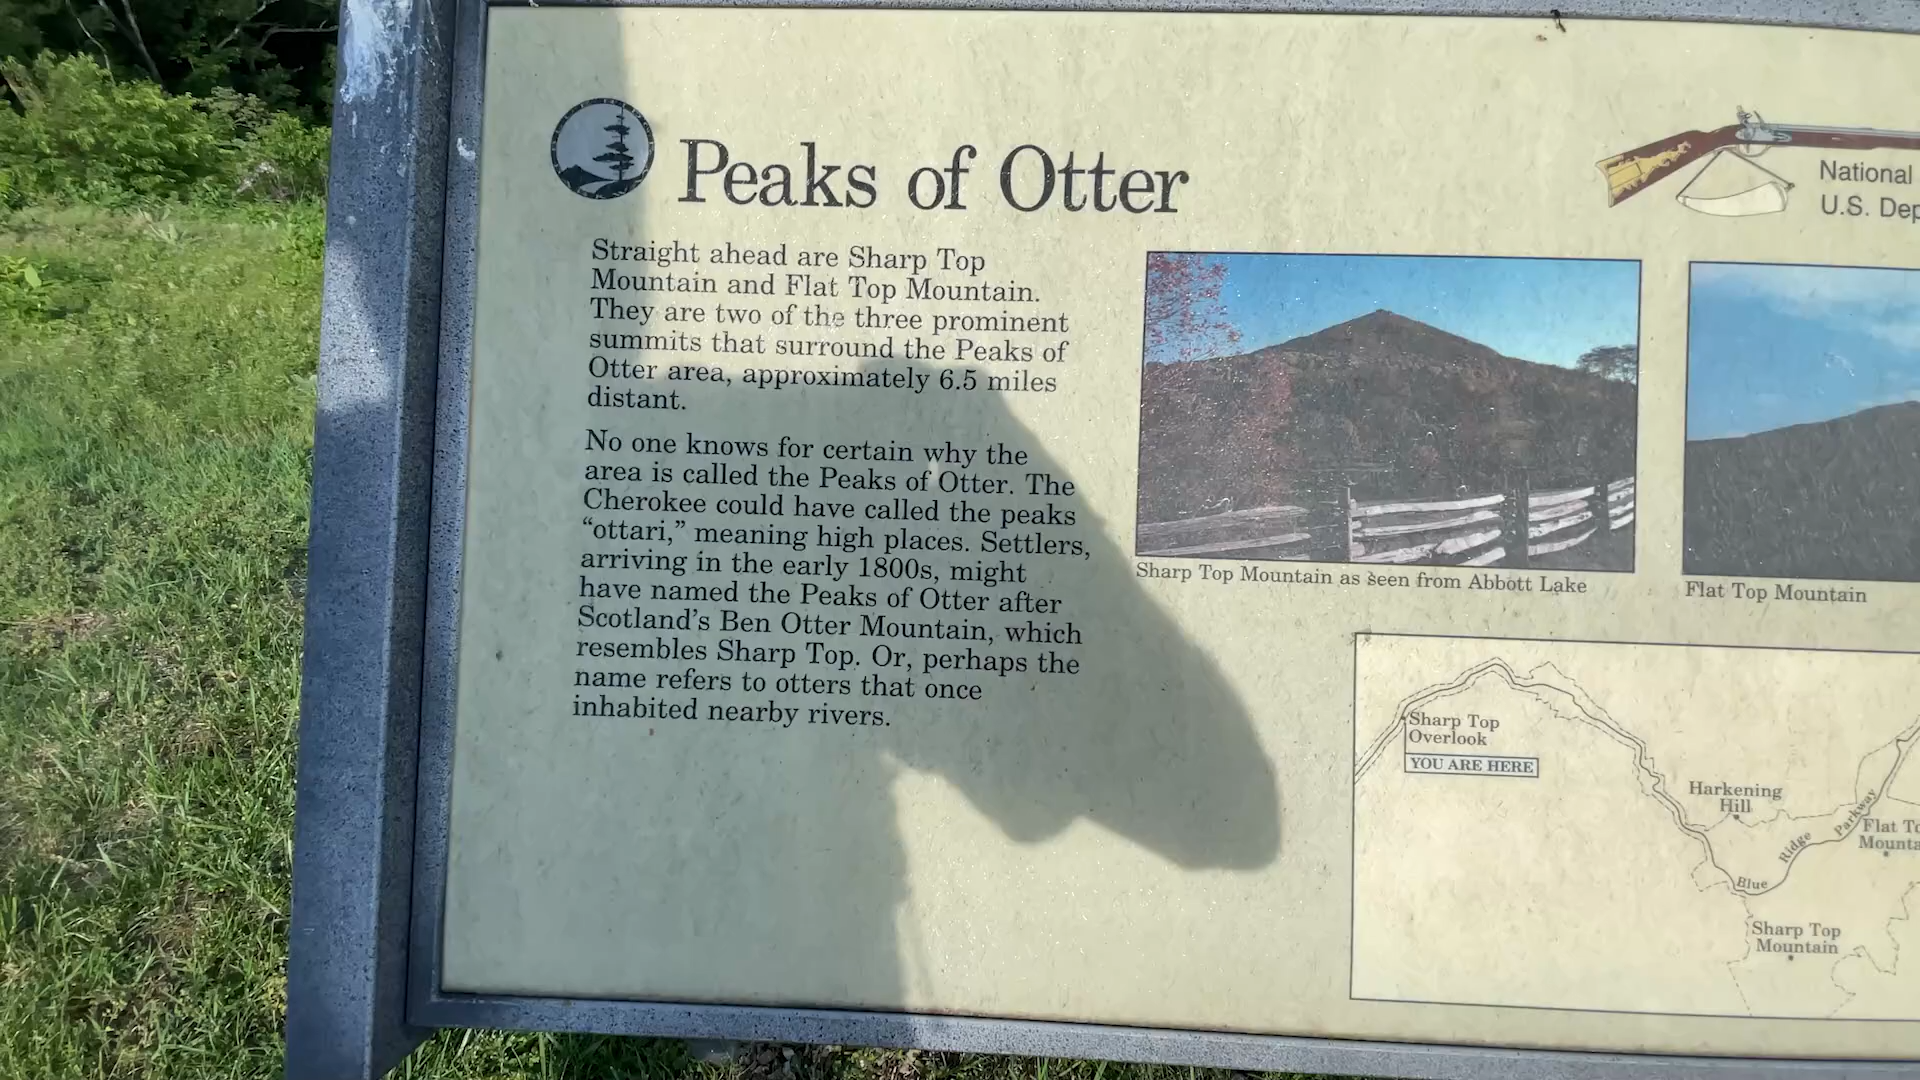 Peaks of Otter
Straight ahead are Sharp Top
Mountain and Flat Top Mountain.
They are two of the three prominent
summits that surround the Peaks of
Otter area, approximately 6.5 miles
distant.
No one knows for certain why the
area is called the Peaks of Otter. The
Cherokee could have called the peaks
“ottari,” meaning high places. Settlers,
arriving in the early 1800s, might
have named the Peaks of Otter after
Scotland’s Ben Otter Mountain, which
resembles Sharp Top. Or, perhaps the
name refers to otters that once
inhabited nearby rivers.
National
U.S. Dep
Sharp Top Mountain as seen from Abbott Lake
Flat Top Mountain
Sharp Top
Overlook
YOU ARE HERE
Harkening
Hill
Blue Ridge Parkway
Flat To
Mounta
Sharp Top
Mountain